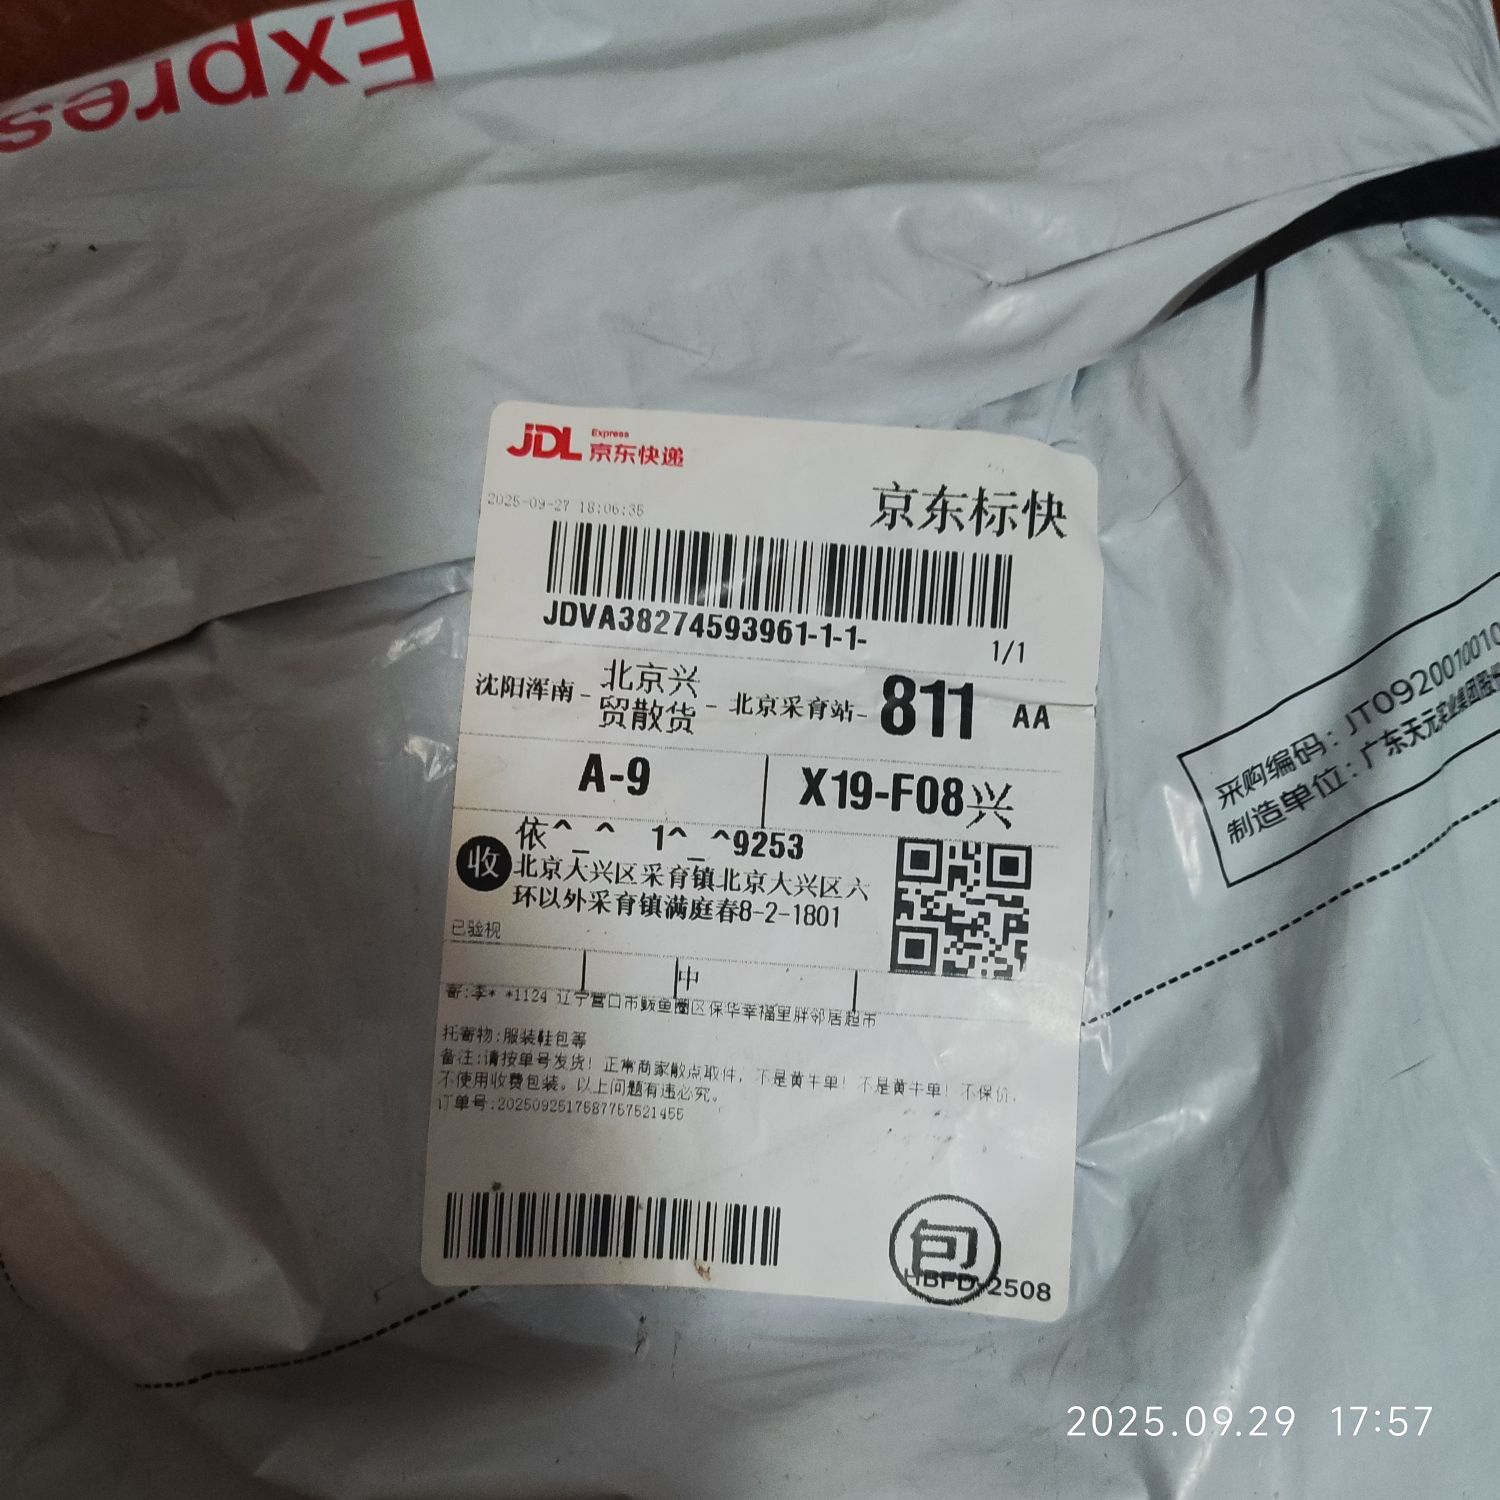 Expres
JDL Express 京东快递
2025-09-27 18:06:35
京东标快
JDVA38274593961-1-1-
1/1
沈阳浑南-北京兴贸散货-北京采育站-811 AA
A-9
X19-F08兴
收
依^_^ 1^_^9253
北京大兴区采育镇北京大兴区六
环以外采育镇满庭春8-2-1801
已验视
中
寄:李* *1124 辽宁营口市鲅鱼圈区保华幸福里胖邻居超市
托寄物:服装鞋包等
备注:请按单号发货！正常商家散点取件，不是黄牛单！不是黄牛单！不保价，
不使用收费包装。以上问题有违必究。
订单号:2025092517587757521455
包
HBFD-2508
采购编码: JT0920010010
制造单位: 广东天元实业集团股份
2025.09.29 17:57